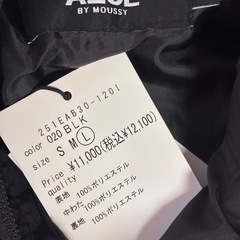 AZUL
BY MOUSSY
251EAB30-1201
color 020 BLK
size S M L
Price ¥11,000(税込¥12,100)
quality
表地 100%ポリエステル
中わた 100%ポリエステル
裏地 100%ポリエステル